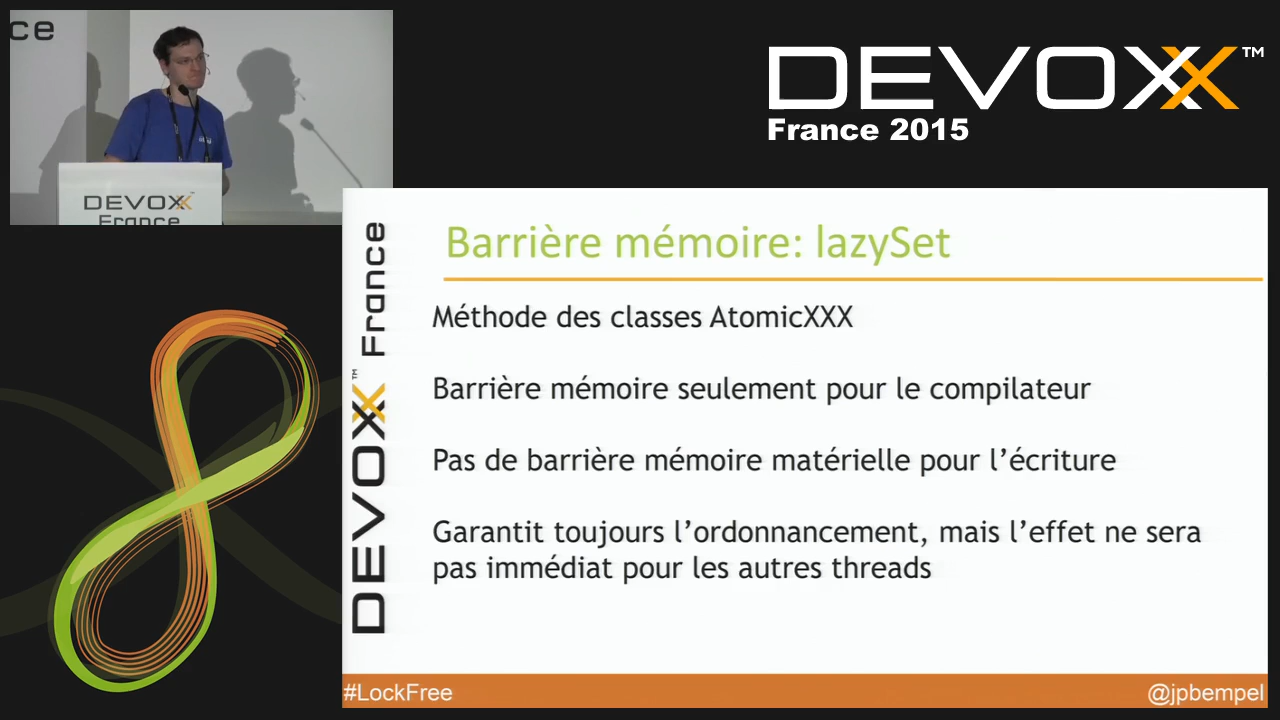 ce
DEVOXX
France
DEVOXX™
France 2015
DEVOXX™ France
Barrière mémoire: lazySet
Méthode des classes AtomicXXX
Barrière mémoire seulement pour le compilateur
Pas de barrière mémoire matérielle pour l’écriture
Garantit toujours l’ordonnancement, mais l’effet ne sera
pas immédiat pour les autres threads
#LockFree
@jpbempel